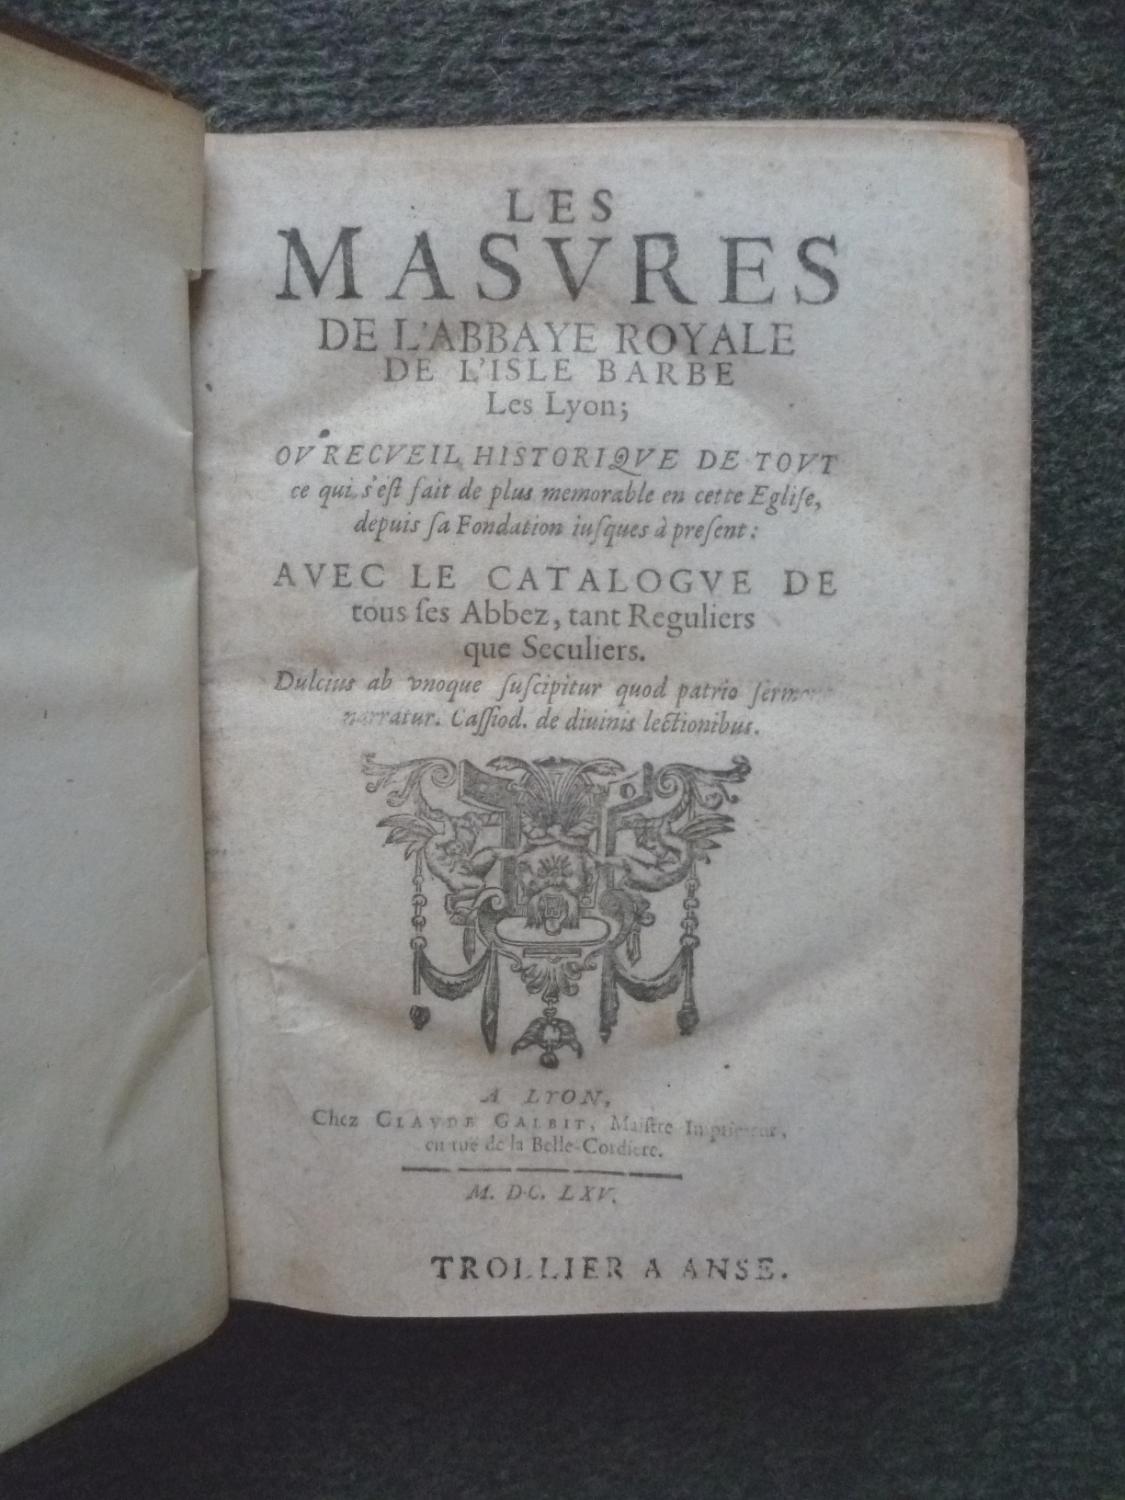 LES
MASVRES
DE L'ABBAYE ROYALE
DE L'ISLE BARBE
Les Lyon;
OV RECVEIL HISTORIQVE DE TOVT
ce qui s'eſt fait de plus memorable en cette Egliſe,
depuis ſa Fondation iuſques à preſent:
AVEC LE CATALOGVE DE
tous ſes Abbez, tant Reguliers
que Seculiers.
Dulcius ab vnoque ſuſcipitur quod patrio ſermone
narratur. Caſſiod. de diuinis lectionibus.
A LYON,
Chez CLAVDE GALBIT, Maiſtre Imprimeur,
en ruë de la Belle-Cordiere.
M. DC. LXV.
TROLLIER A ANSE.